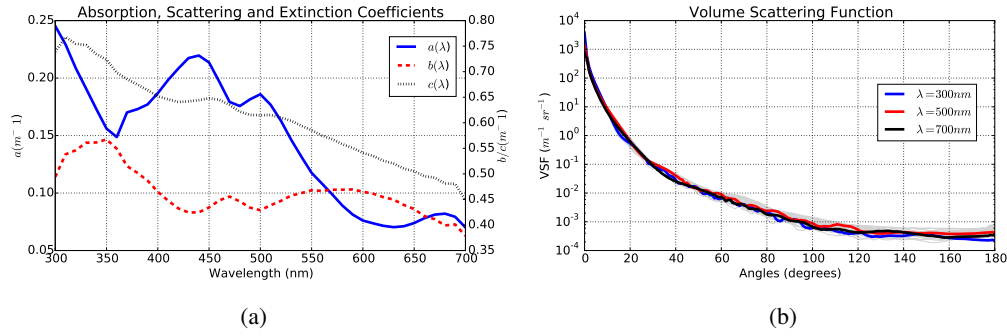 Absorption, Scattering and Extinction Coefficients
0.25
0.20
0.15
0.10
0.05
a(m⁻ 1)
0.80
0.75
0.70
0.65
0.60
0.55
0.50
0.45
0.40
0.35
b/c(m⁻ 1)
a(λ)
b(λ)
c(λ)
300 350 400 450 500 550 600 650 700
Wavelength (nm)
(a)
Volume Scattering Function
10⁴
10³
10²
10¹
10⁰
10⁻¹
10⁻²
10⁻³
10⁻⁴
VSF (m⁻¹ sr⁻¹)
λ=300nm
λ=500nm
λ=700nm
0 20 40 60 80 100 120 140 160 180
Angles (degrees)
(b)